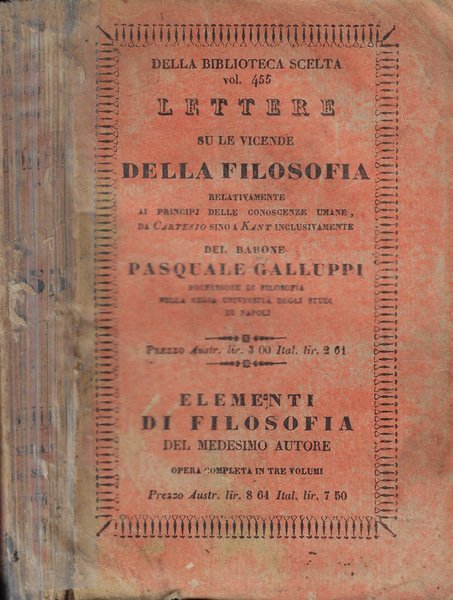 DELLA BIBLIOTECA SCELTA
vol. 455
LETTERE
SU LE VICENDE
DELLA FILOSOFIA
RELATIVAMENTE
AI PRINCIPJ DELLE CONOSCENZE UMANE,
DA CARTESIO SINO A KANT INCLUSIVAMENTE
DEL BARONE
PASQUALE GALLUPPI
PROFESSORE DI FILOSOFIA
NELLA REGIA UNIVERSITÀ DEGLI STUDI
DI NAPOLI
Prezzo Austr. lir. 3 00 Ital. lir. 2 61
ELEMENTI
DI FILOSOFIA
DEL MEDESIMO AUTORE
OPERA COMPLETA IN TRE VOLUMI
Prezzo Austr. lir. 8 64 Ital. lir. 7 50